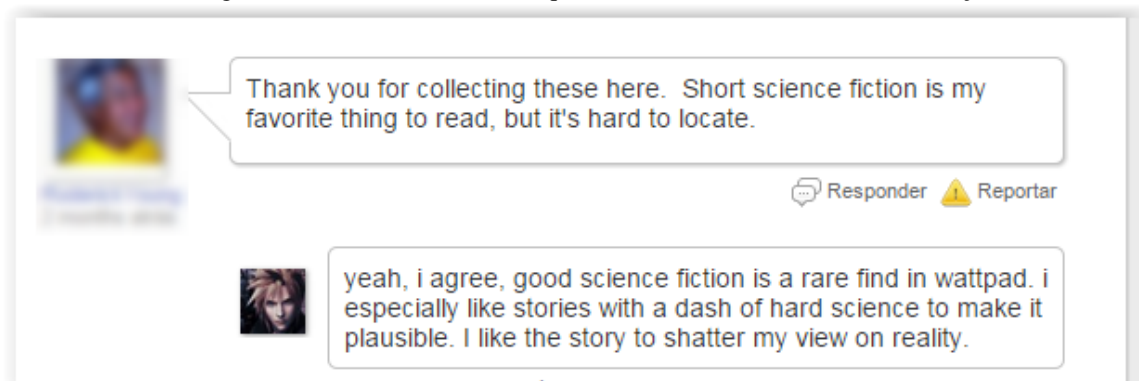 Thank you for collecting these here.  Short science fiction is my
favorite thing to read, but it's hard to locate.
Responder Reportar
yeah, i agree, good science fiction is a rare find in wattpad. i
especially like stories with a dash of hard science to make it
plausible. I like the story to shatter my view on reality.